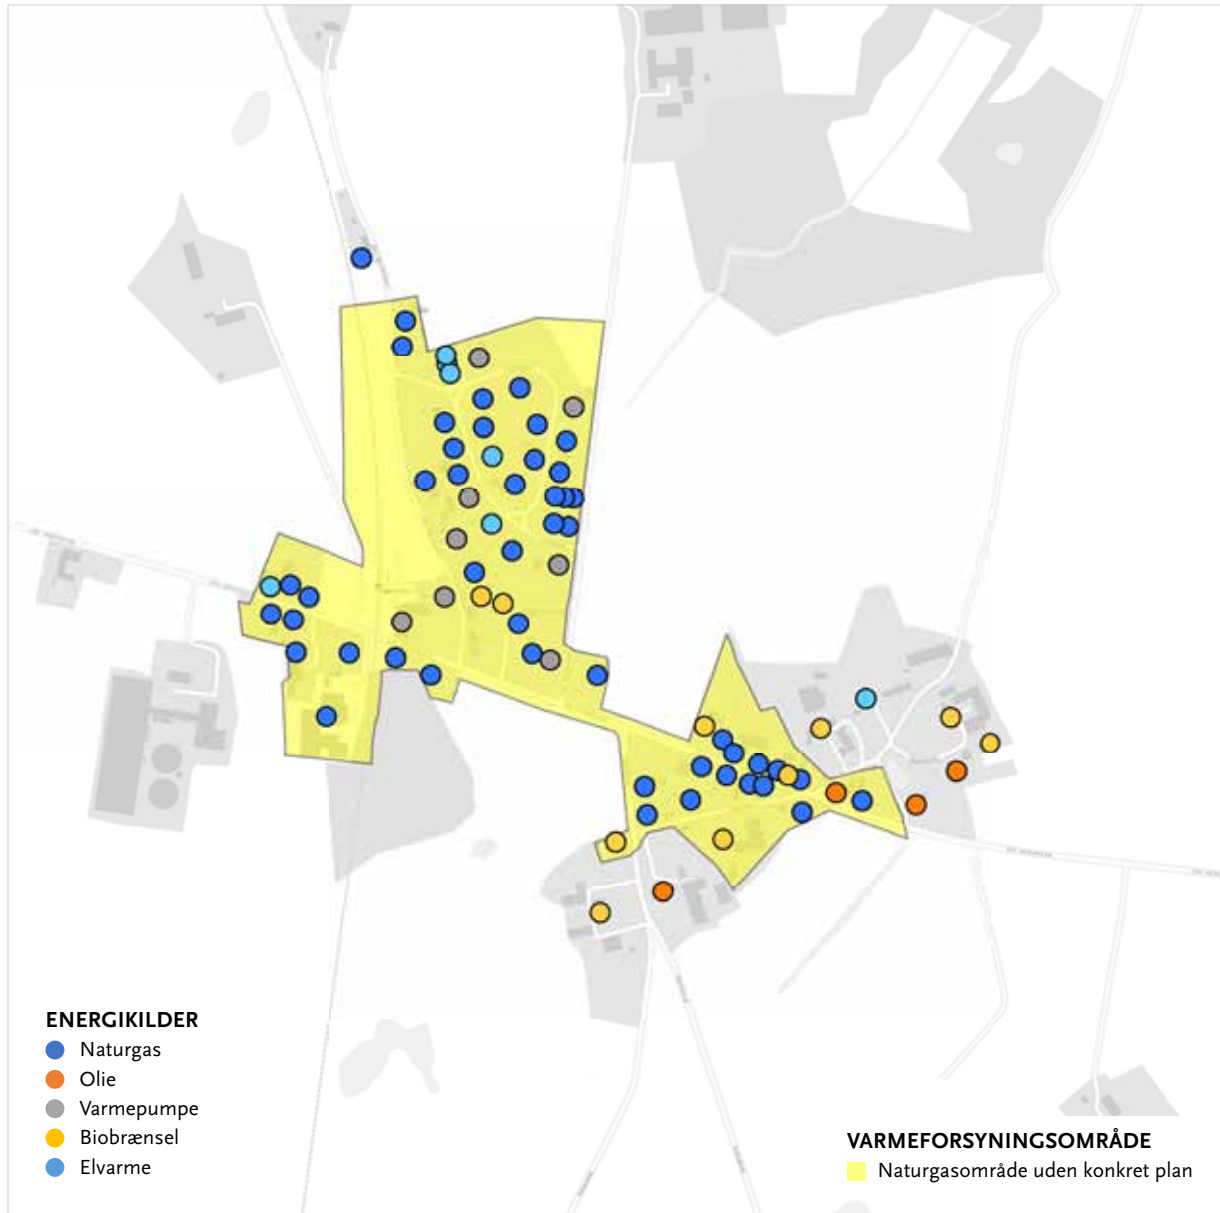 ENERGIKILDER
Naturgas
Olie
Varmepumpe
Biobrænsel
Elvarme
VARMEFORSYNINGSOMRÅDE
Naturgasområde uden konkret plan